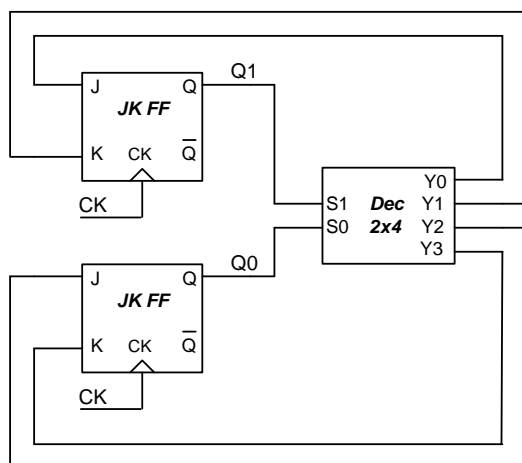 Q1
J Q
JK FF
K CK Q
CK
Y0
S1 Dec Y1
S0 2x4 Y2
Y3
Q0
J Q
JK FF
K CK Q
CK